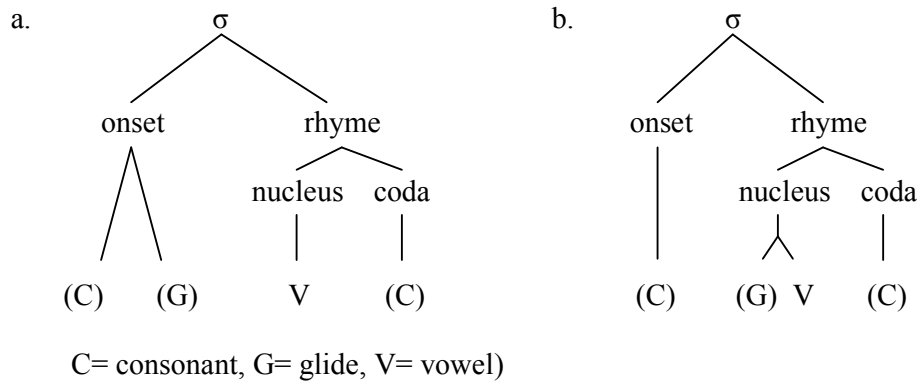 a. σ b. σ
onset rhyme onset rhyme
nucleus coda nucleus coda
(C) (G) V (C) (C) (G) V (C)
C= consonant, G= glide, V= vowel)